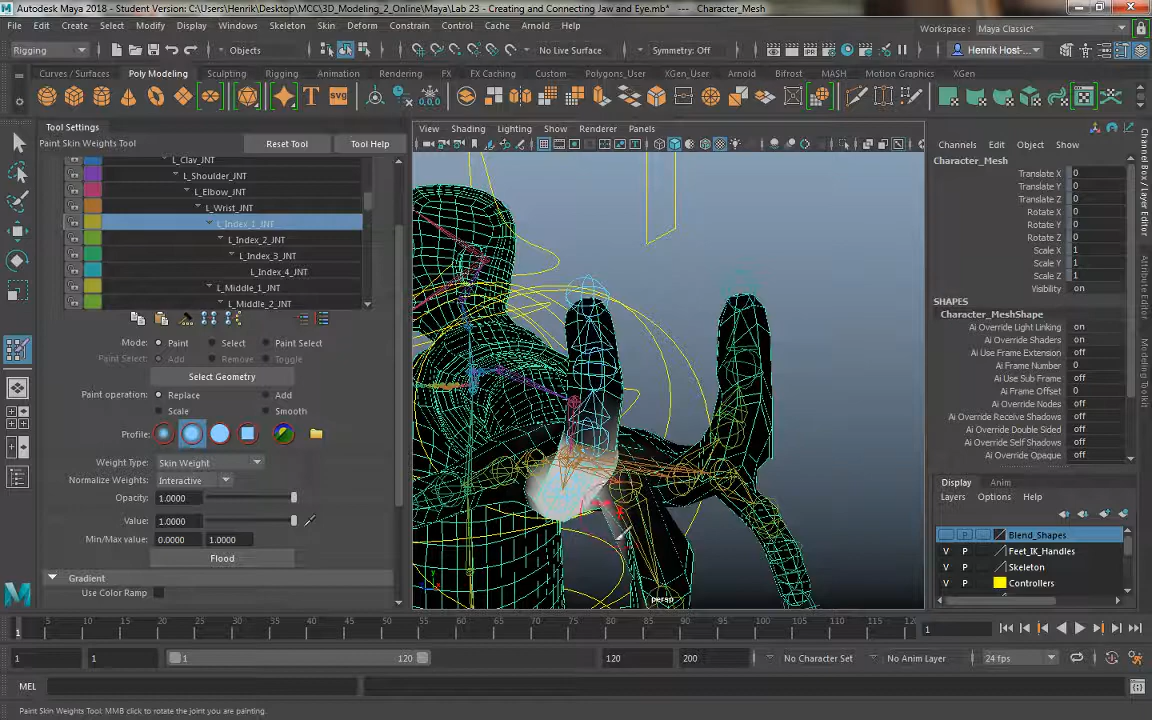 Autodesk Maya 2018 - Student Version: C:\Users\Henrik\Desktop\MCC\3D_Modeling_2_Online\Maya\Lab 23 - Creating and Connecting Jaw and Eye.mb* --- Character_Mesh
File Edit Create Select Modify Display Windows Skeleton Skin Deform Constrain Control Cache Arnold Help
Workspace : Maya Classic*
Rigging Objects No Live Surface Symmetry: Off Henrik Host-...
Curves / Surfaces Poly Modeling Sculpting Rigging Animation Rendering FX FX Caching Custom Polygons_User XGen_User Arnold Bifrost MASH Motion Graphics XGen
Tool Settings
Paint Skin Weights Tool Reset Tool Tool Help
L_Clav_JNT
L_Shoulder_JNT
L_Elbow_JNT
L_Wrist_JNT
L_Index_1_JNT
L_Index_2_JNT
L_Index_3_JNT
L_Index_4_JNT
L_Middle_1_JNT
L_Middle_2_JNT
Mode: Paint Select Paint Select
Paint Select: Add Remove Toggle
Select Geometry
Paint operation: Replace Add
Scale Smooth
Profile:
Weight Type: Skin Weight
Normalize Weights: Interactive
Opacity: 1.0000
Value: 1.0000
Min/Max value: 0.0000 1.0000
Flood
Gradient
Use Color Ramp
View Shading Lighting Show Renderer Panels
persp
Channels Edit Object Show
Character_Mesh
Translate X 0
Translate Y 0
Translate Z 0
Rotate X 0
Rotate Y 0
Rotate Z 0
Scale X 1
Scale Y 1
Scale Z 1
Visibility on
SHAPES
Character_MeshShape
Ai Override Light Linking on
Ai Override Shaders on
Ai Use Frame Extension off
Ai Frame Number 0
Ai Use Sub Frame off
Ai Frame Offset 0
Ai Override Nodes off
Ai Override Receive Shadows off
Ai Override Double Sided off
Ai Override Self Shadows off
Ai Override Opaque off
Display Anim
Layers Options Help
Blend_Shapes
V P Feet_IK_Handles
V P Skeleton
V P Controllers
Channel Box / Layer Editor
Attribute Editor
Modeling Toolkit
5 10 15 20 25 30 35 40 45 50 55 60 65 70 75 80 85 90 95 100 105 110 115 120
1 1
1 1 1 120 120 200 No Character Set No Anim Layer 24 fps
MEL
Paint Skin Weights Tool: MMB click to rotate the joint you are painting.